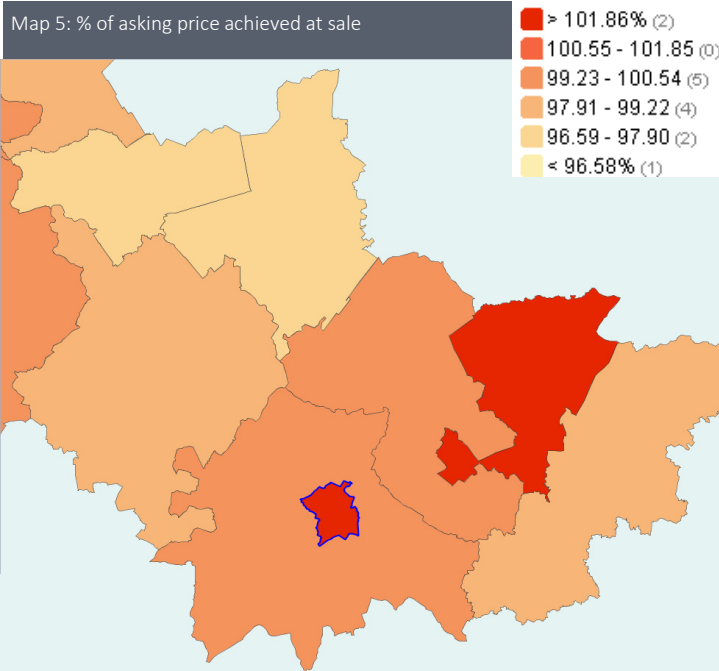 Map 5: % of asking price achieved at sale
> 101.86% (2)
100.55 - 101.85 (0)
99.23 - 100.54 (5)
97.91 - 99.22 (4)
96.59 - 97.90 (2)
< 96.58% (1)